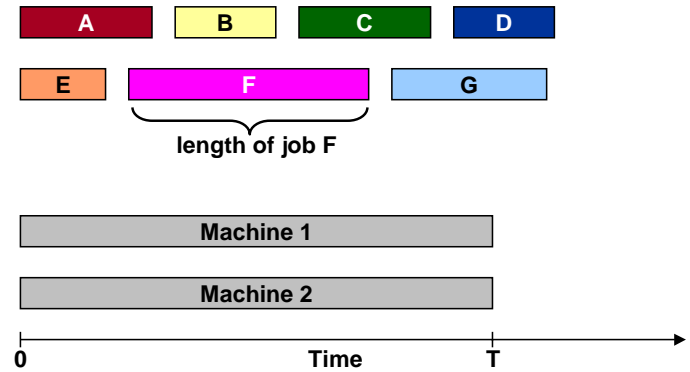 A B C D
E F G
length of job F
Machine 1
Machine 2
0 Time T